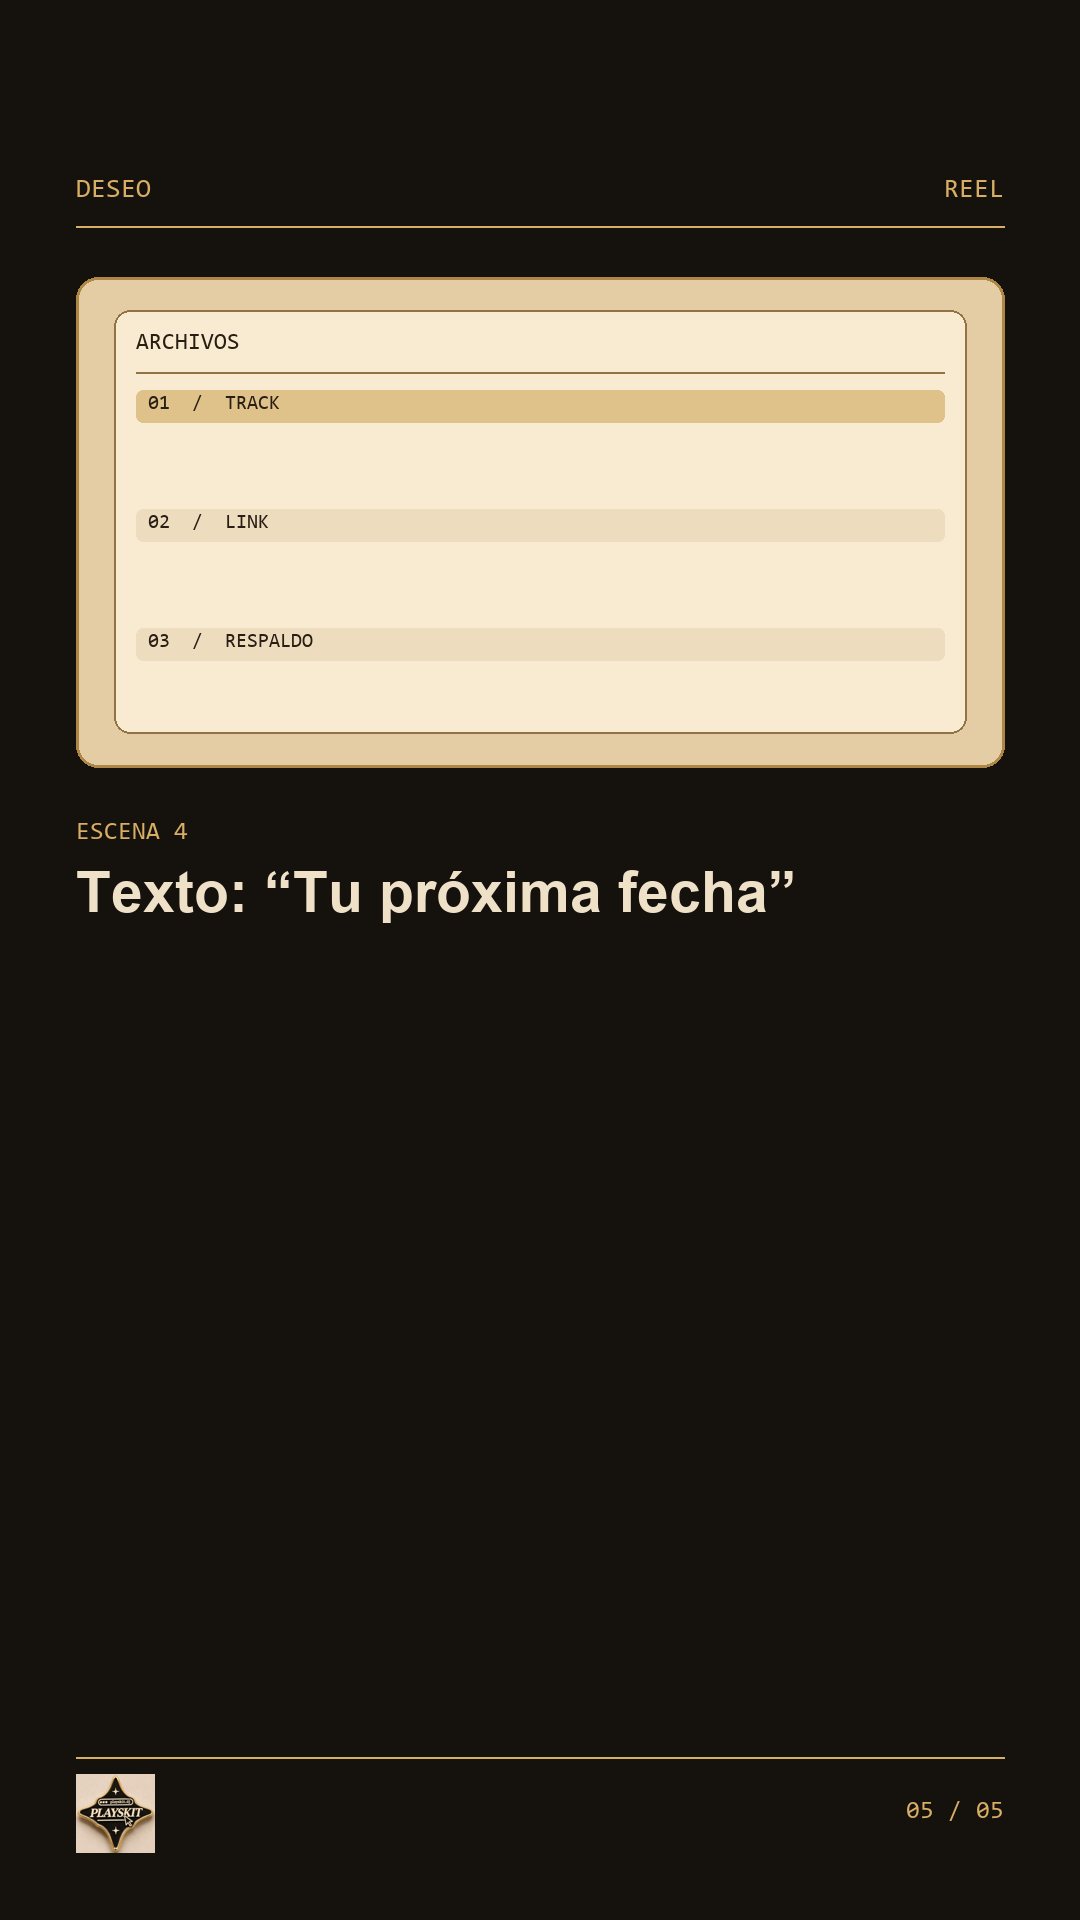 DESEO
REEL
ARCHIVOS
01 / TRACK
02 / LINK
03 / RESPALDO
ESCENA 4
Texto: “Tu próxima fecha”
PLAYSKIT
05 / 05